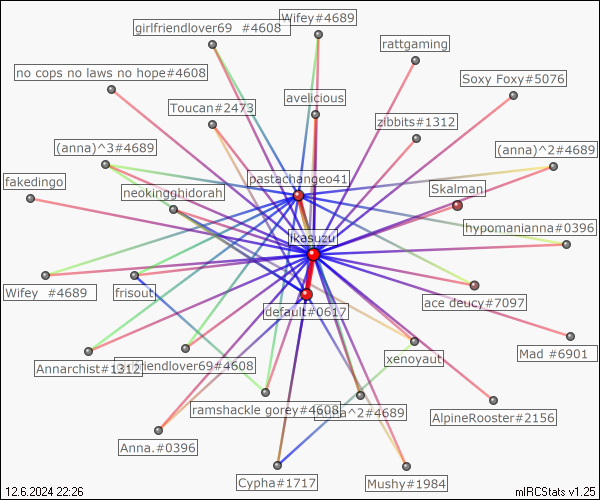 Wifey#4689
girlfriendlover69 #4608
rattgaming
no cops no laws no hope#4608
Soxy Foxy#5076
avelicious
Toucan#2473
zibbits#1312
(anna)^3#4689
(anna)^2#4689
pastachangeo41
fakedingo
neokingghidorah
Skalman
hypomanianna#0396
ikasuzu
Wifey #4689
frisout
ace deucy#7097
default#0617
Mad #6901
xenoyaut
Annarchist#1312
friendlover69#4608
ramshackle gorey#4608
^2#4689
AlpineRooster#2156
Anna.#0396
Cypha#1717
Mushy#1984
12.6.2024 22:26
mIRCStats v1.25